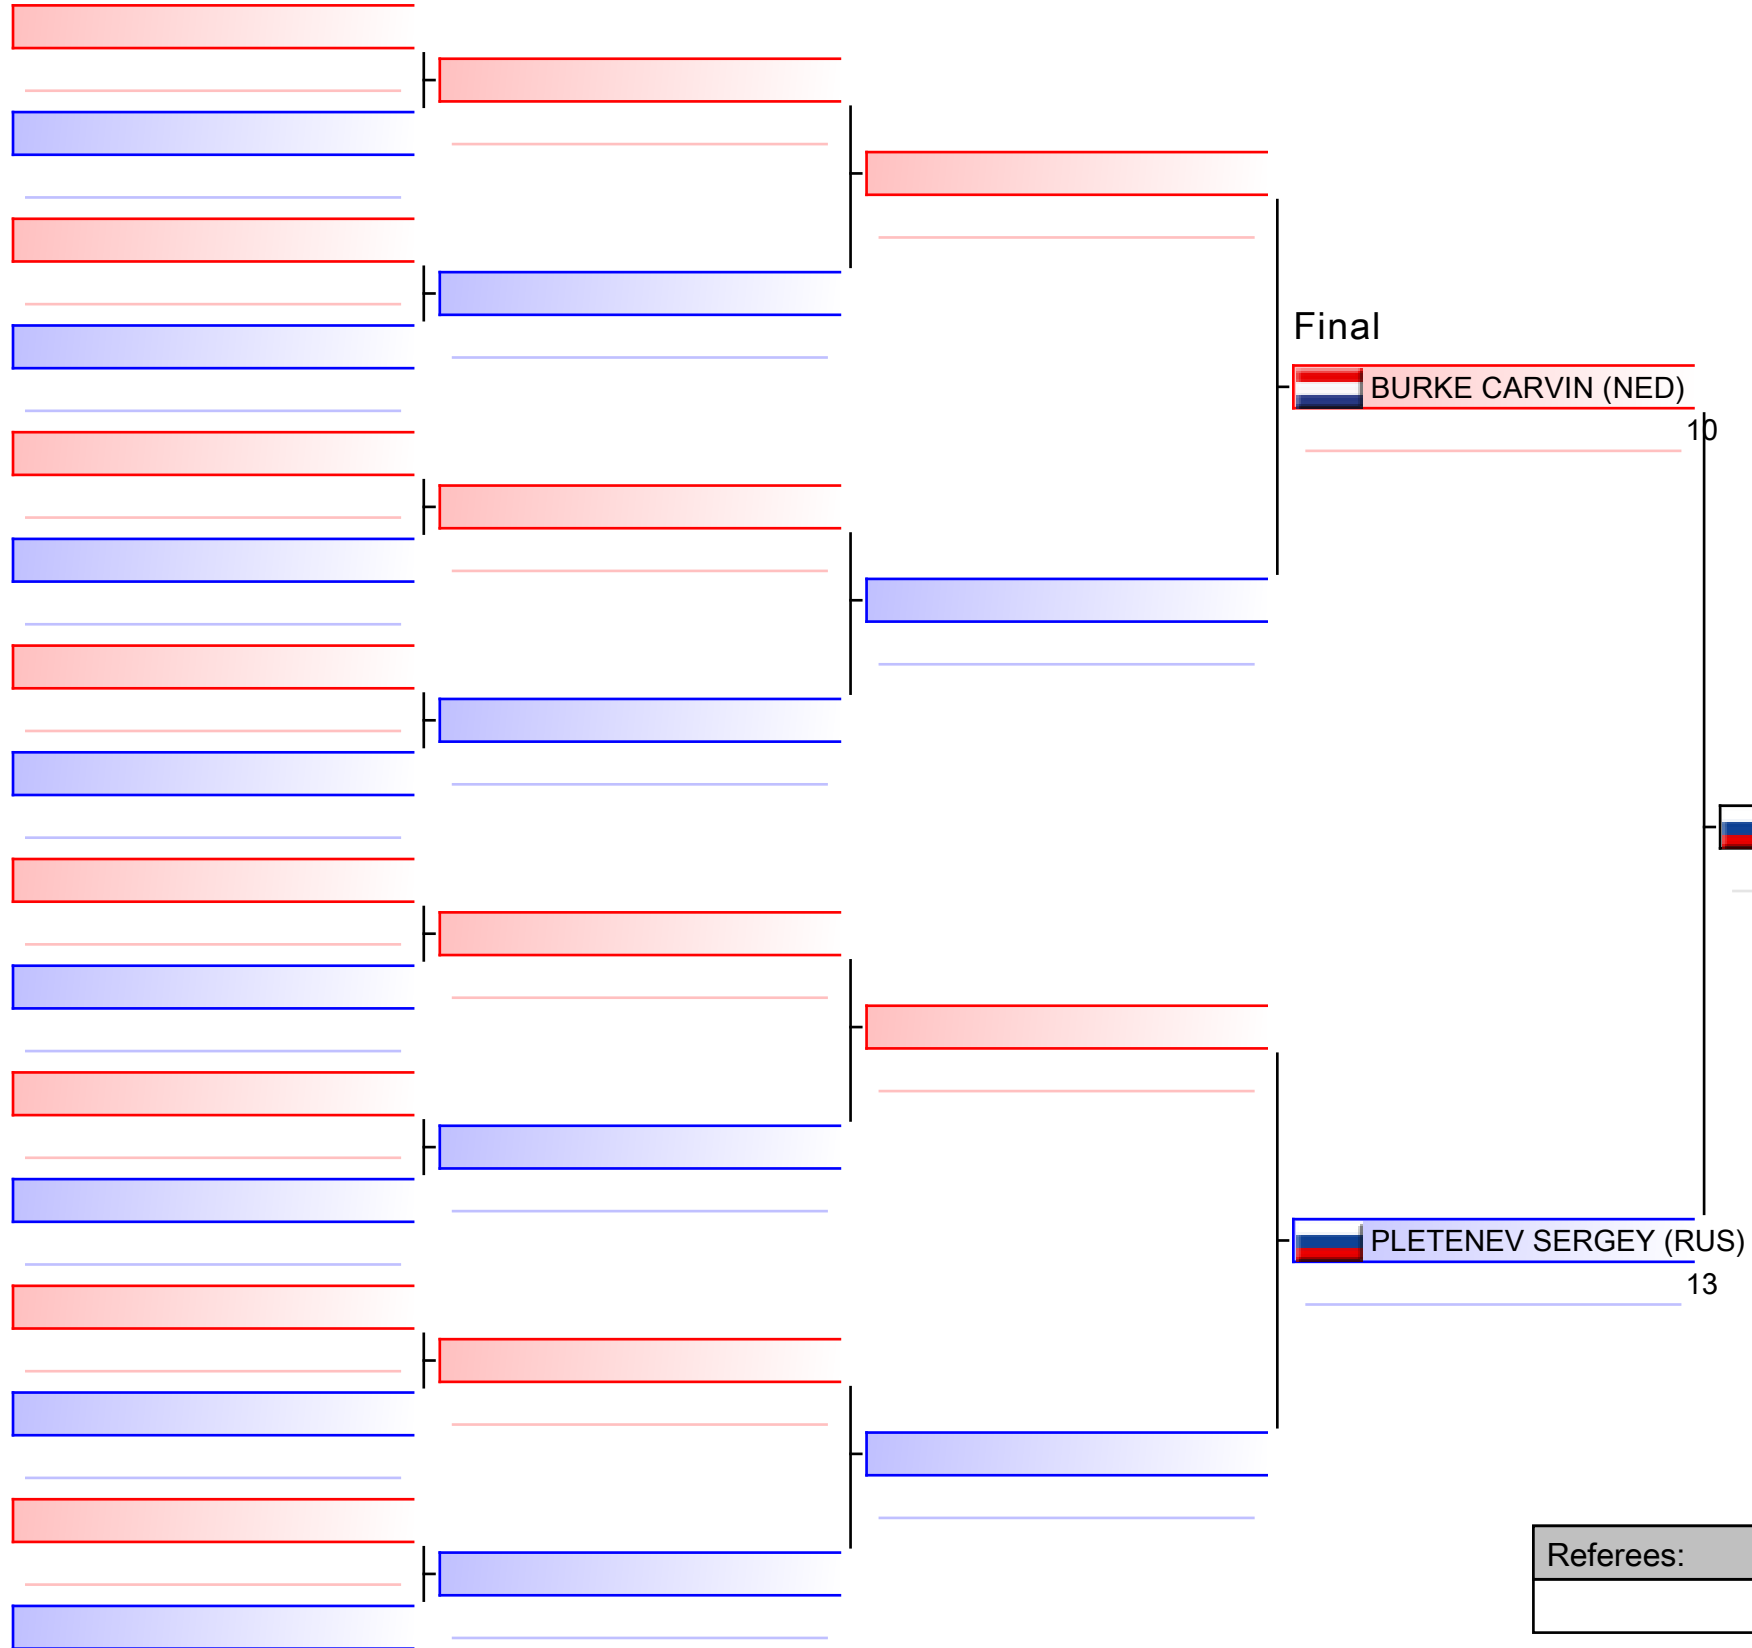 Final
BURKE CARVIN (NED)
10
PLETENEV SERGEY (RUS)
13
Referees: